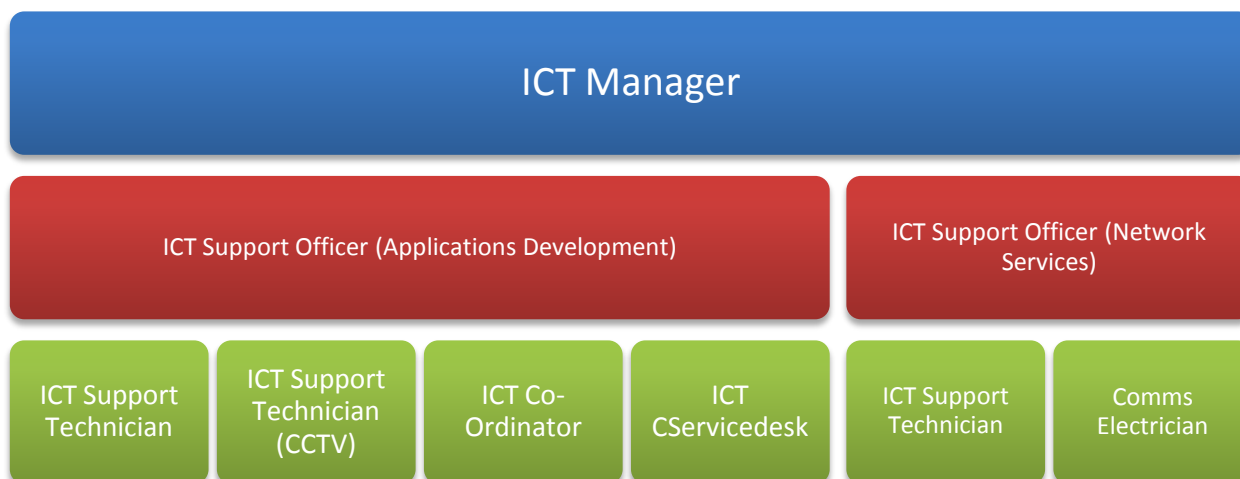 ICT Manager
ICT Support Officer (Applications Development)
ICT Support Officer (Network
Services)
ICT Support
Technician
ICT Support
Technician
(CCTV)
ICT Co-
Ordinator
ICT
CServicedesk
ICT Support
Technician
Comms
Electrician